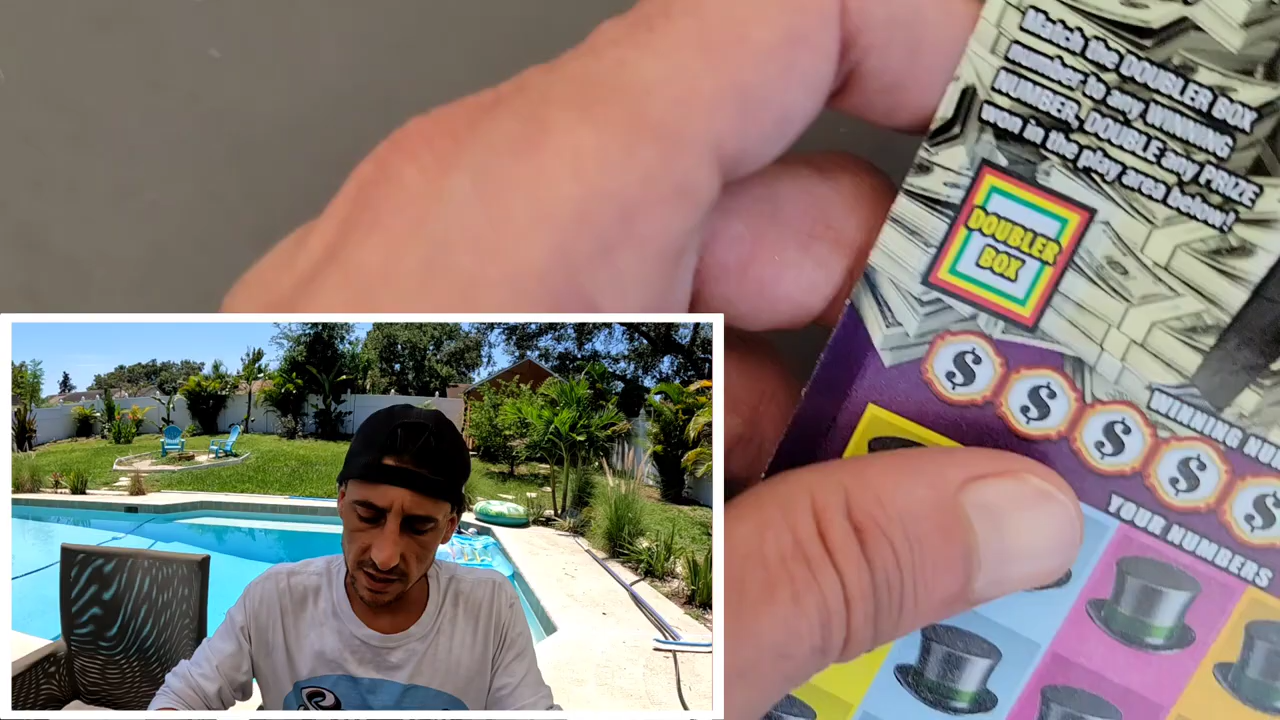 Match the DOUBLER BOX
number to any WINNING
NUMBER, DOUBLE any PRIZE
won in the play area below!
DOUBLER
BOX
$ $ $ $ $
WINNING
YOUR NUMBERS